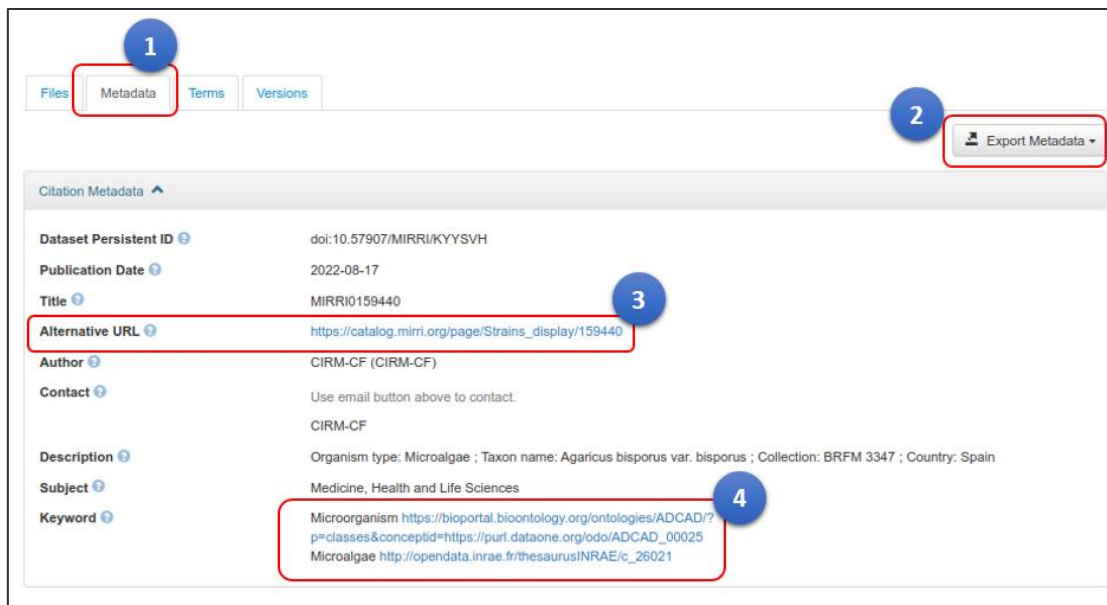 1
Files Metadata Terms Versions
2
Export Metadata
Citation Metadata
Dataset Persistent ID doi:10.57907/MIRRI/KYYSVH
Publication Date 2022-08-17
Title MIRRI0159440
3
Alternative URL https://catalog.mirri.org/page/Strains_display/159440
Author CIRM-CF (CIRM-CF)
Contact Use email button above to contact.
CIRM-CF
Description Organism type: Microalgae ; Taxon name: Agaricus bisporus var. bisporus ; Collection: BRFM 3347 ; Country: Spain
Subject Medicine, Health and Life Sciences
4
Keyword Microorganism https://bioportal.bioontology.org/ontologies/ADCAD/?
p=classes&conceptid=https://purl.dataone.org/odo/ADCAD_00025
Microalgae http://opendata.inrae.fr/thesaurusINRAE/c_26021